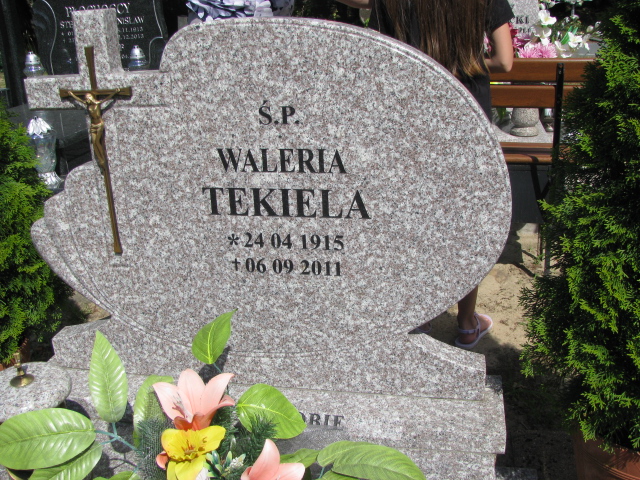 Ś.P.
WALERIA
TEKIELA
* 24 04 1915
✝ 06 09 2011